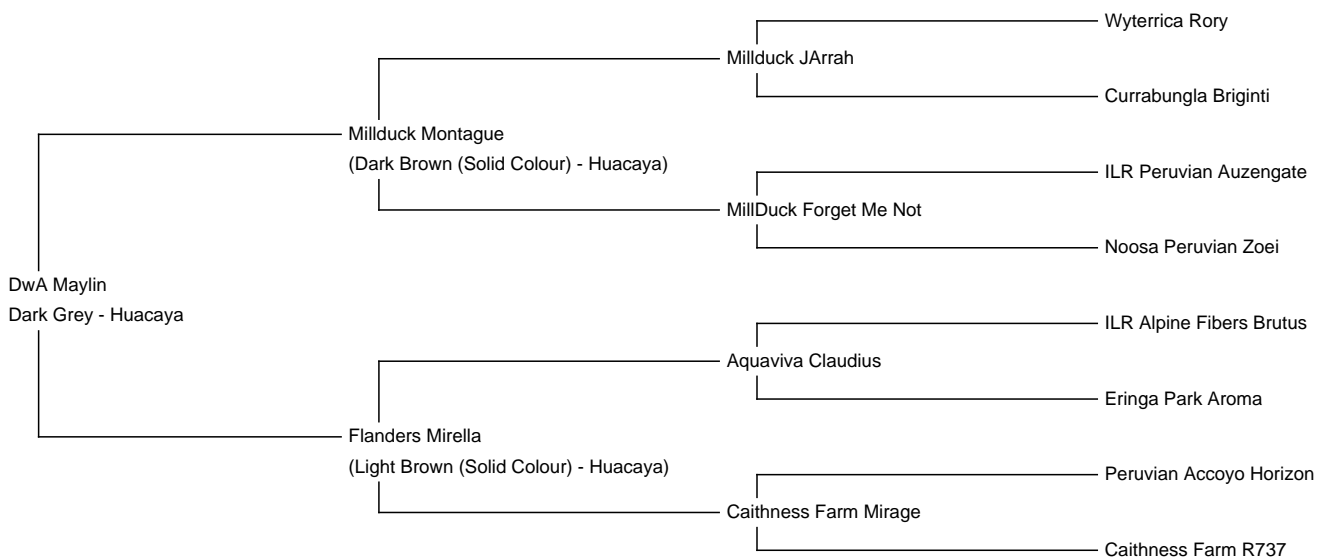 Wyterrica Rory
Millduck JArrah
Currabungla Briginti
Millduck Montague
(Dark Brown (Solid Colour) - Huacaya)
ILR Peruvian Auzengate
MillDuck Forget Me Not
Noosa Peruvian Zoei
DwA Maylin
Dark Grey - Huacaya
ILR Alpine Fibers Brutus
Aquaviva Claudius
Eringa Park Aroma
Flanders Mirella
(Light Brown (Solid Colour) - Huacaya)
Peruvian Accoyo Horizon
Caithness Farm Mirage
Caithness Farm R737